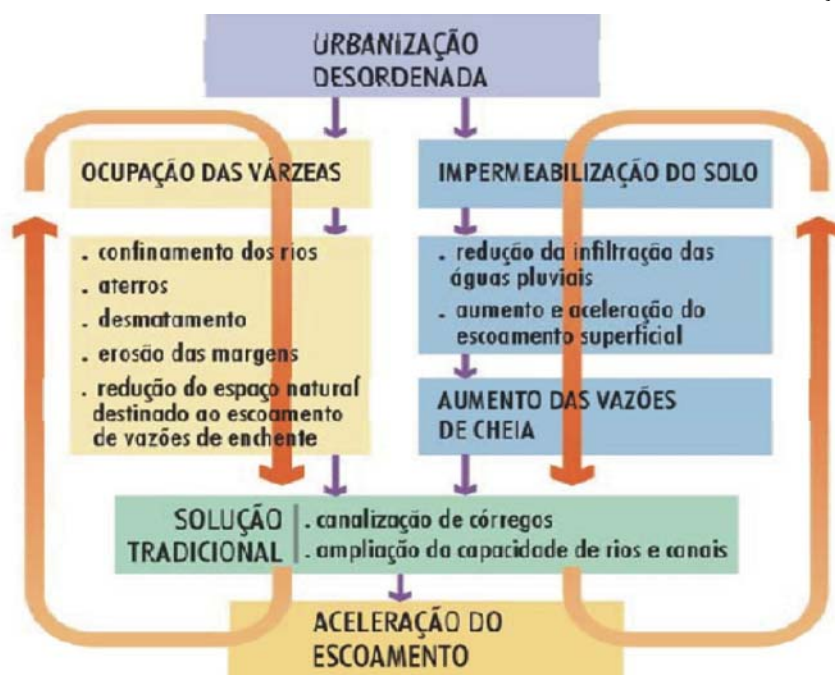 URBANIZAÇÃO
DESORDENADA
OCUPAÇÃO DAS VÁRZEAS
. confinamento dos rios
. aterros
. desmatamento
. erosão das margens
. redução do espaço natural
destinado ao escoamento
de vazões de enchente
IMPERMEABILIZAÇÃO DO SOLO
. redução da infiltração das
águas pluviais
. aumento e aceleração do
escoamento superficial
AUMENTO DAS VAZÕES
DE CHEIA
SOLUÇÃO
TRADICIONAL
. canalização de córregos
. ampliação da capacidade de rios e canais
ACELERAÇÃO DO
ESCOAMENTO